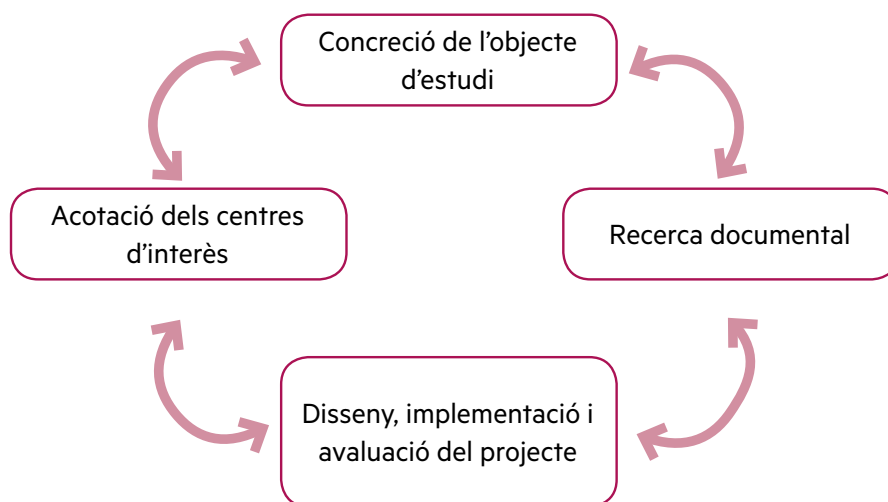 Concreció de l’objecte
d’estudi
Acotació dels centres
d’interès
Recerca documental
Disseny, implementació i
avaluació del projecte